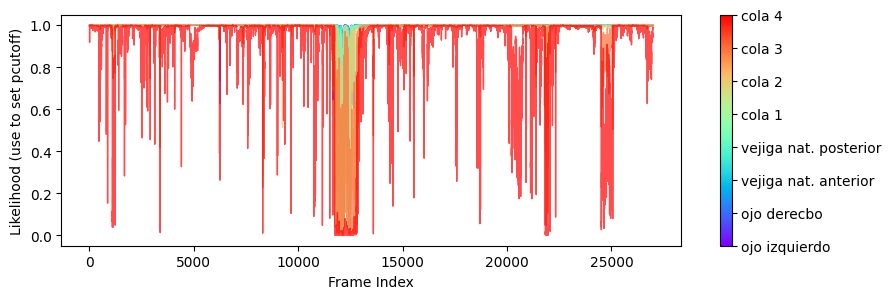 Likelihood (use to set pcutoff)
1.0
0.8
0.6
0.4
0.2
0.0
0
5000
10000
15000
20000
25000
Frame Index
cola 4
cola 3
cola 2
cola 1
vejiga nat. posterior
vejiga nat. anterior
ojo derecbo
ojo izquierdo